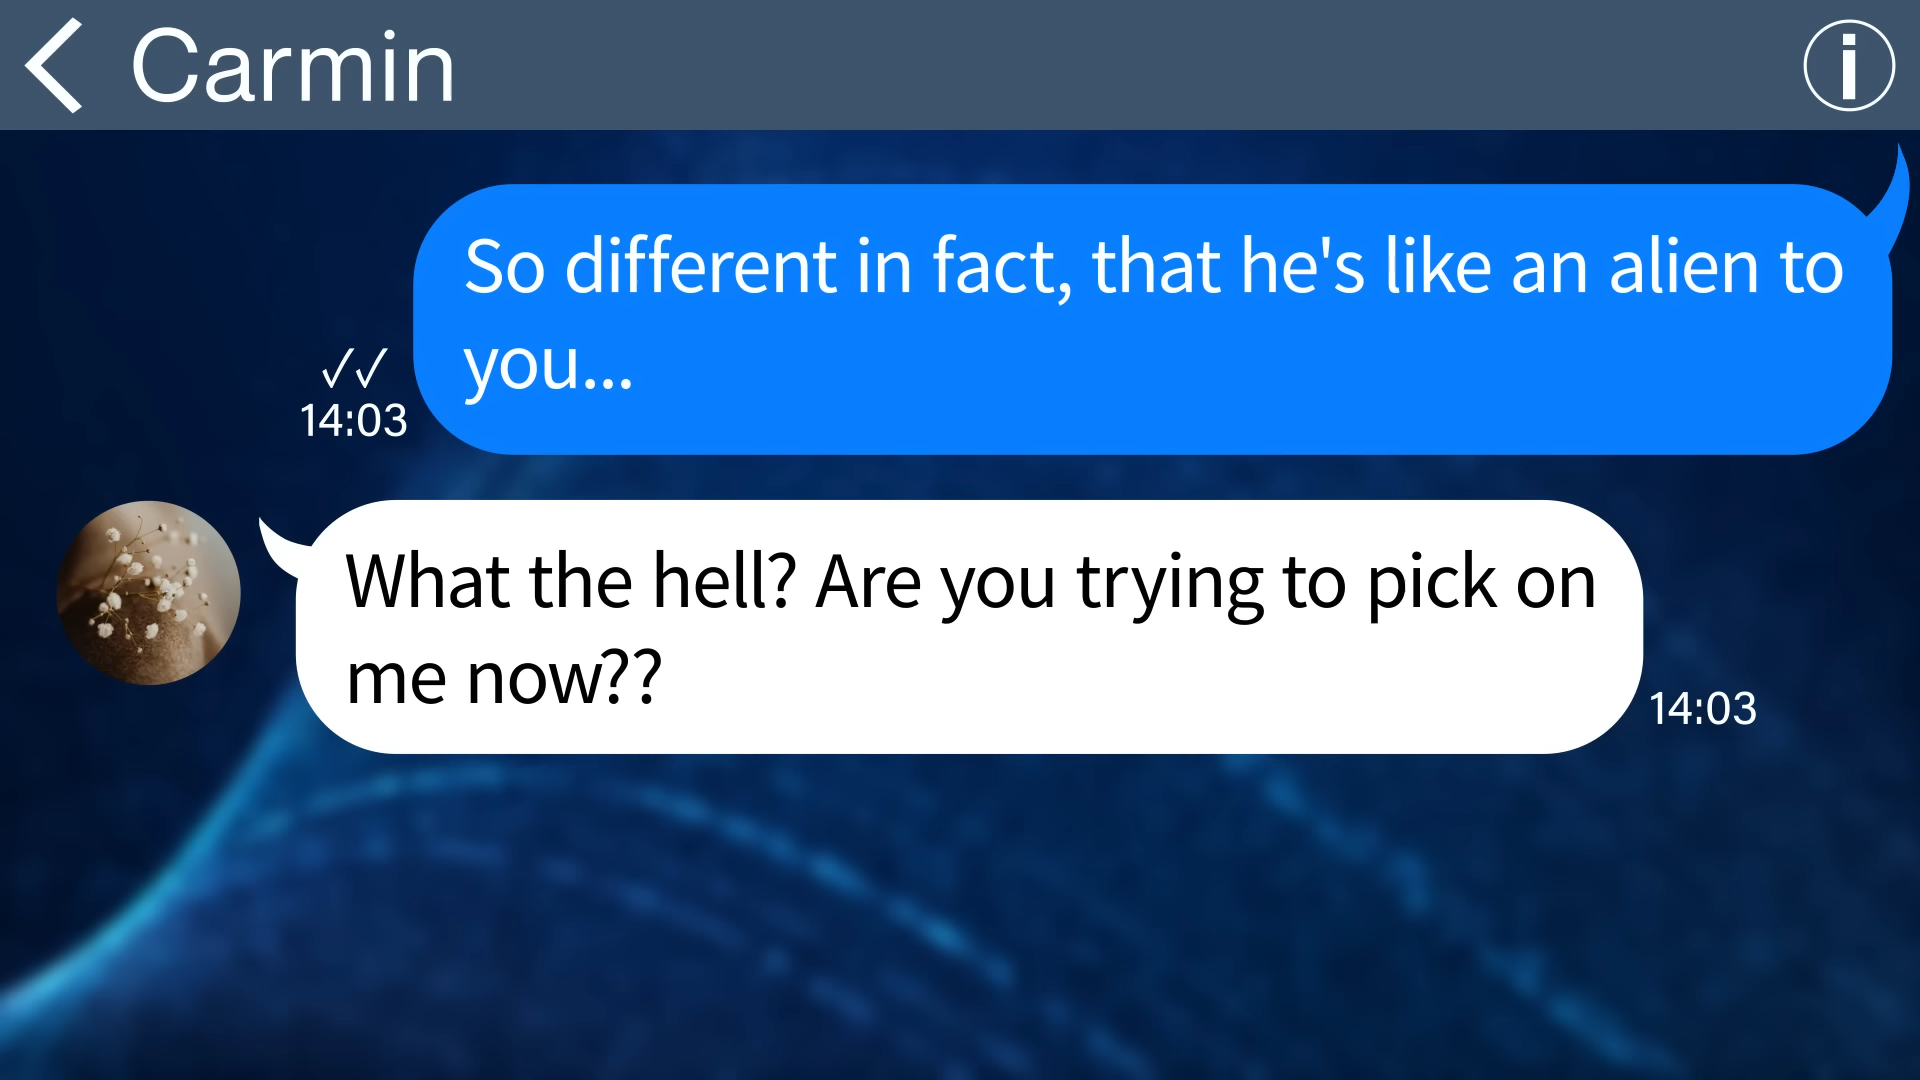 Carmin
So different in fact, that he's like an alien to
you...
✓✓
14:03
What the hell? Are you trying to pick on
me now??
14:03